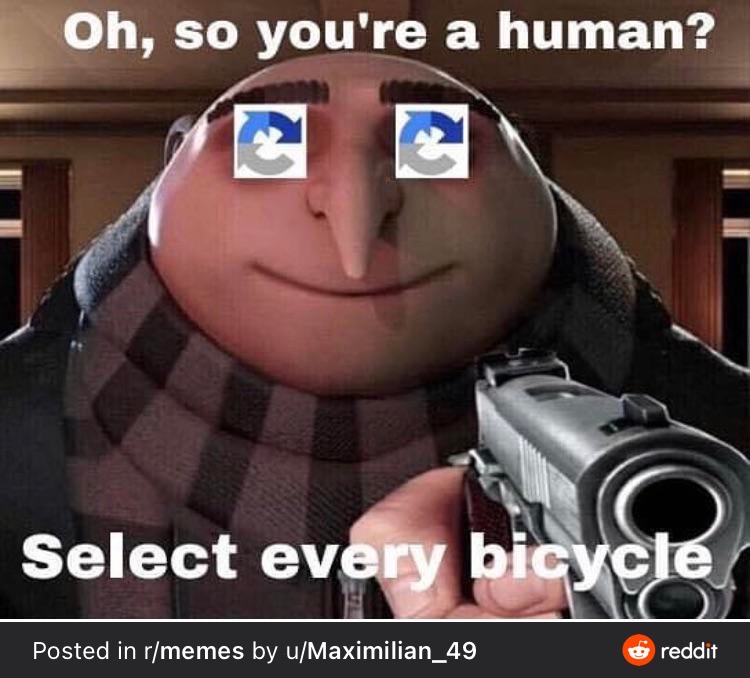 Oh, so you're a human?
Select every bicycle
Posted in r/memes by u/Maximilian_49 reddit